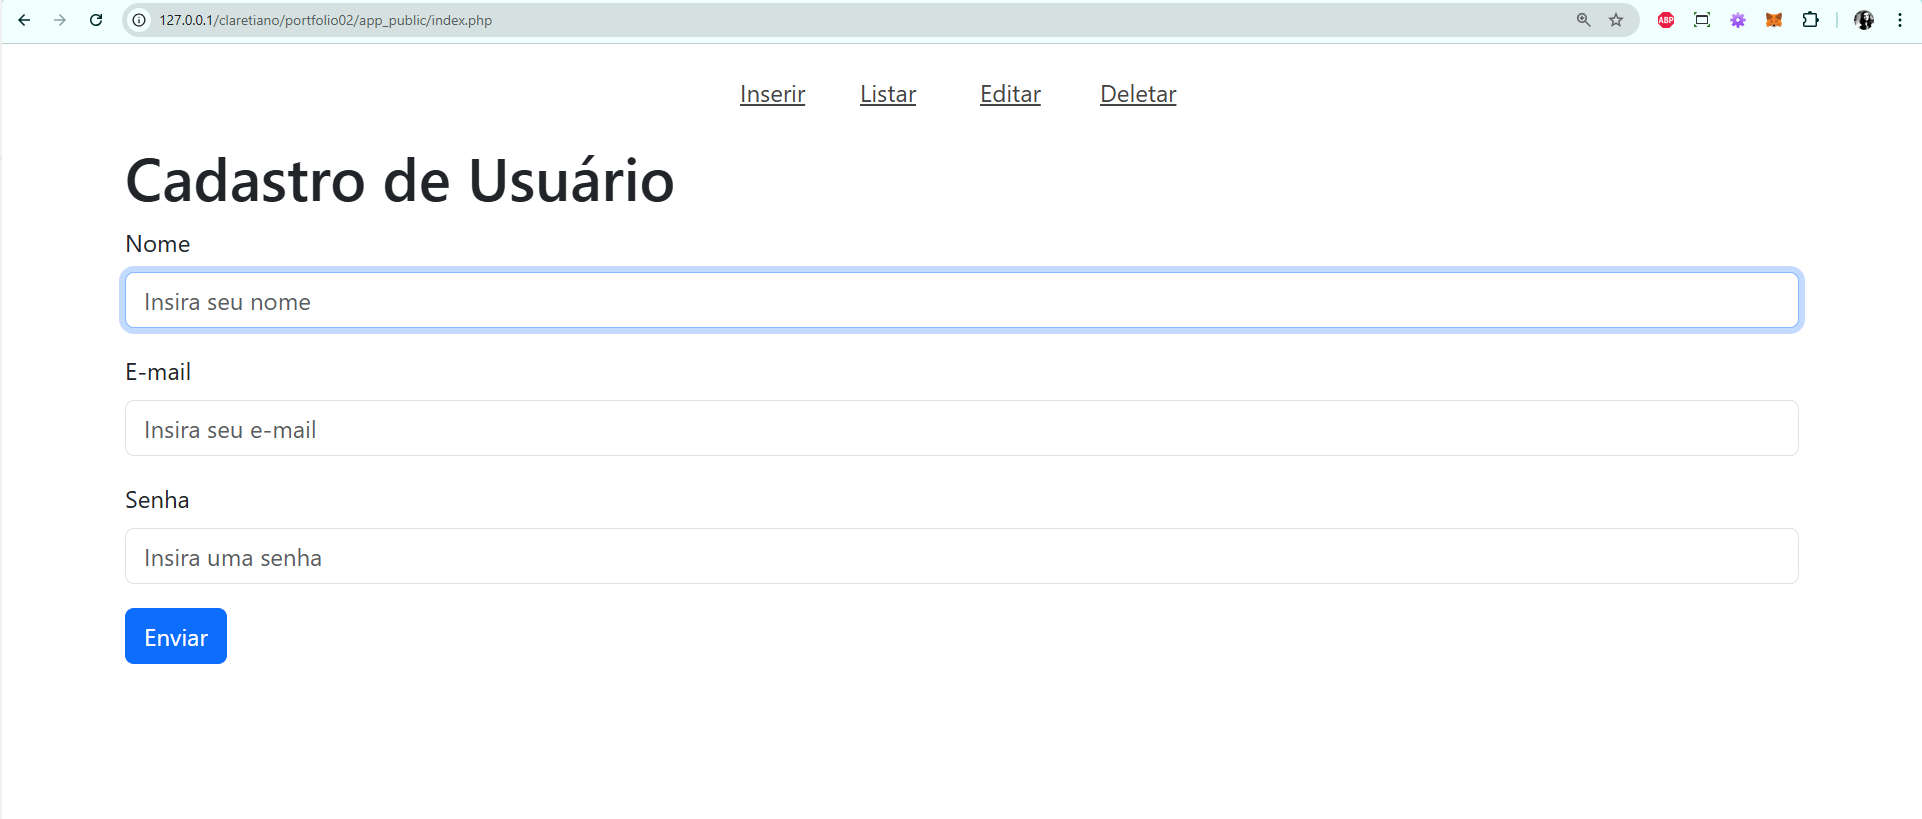 127.0.0.1/claretiano/portfolio02/app_public/index.php
ABP
Inserir Listar Editar Deletar
Cadastro de Usuário
Nome
Insira seu nome
E-mail
Insira seu e-mail
Senha
Insira uma senha
Enviar